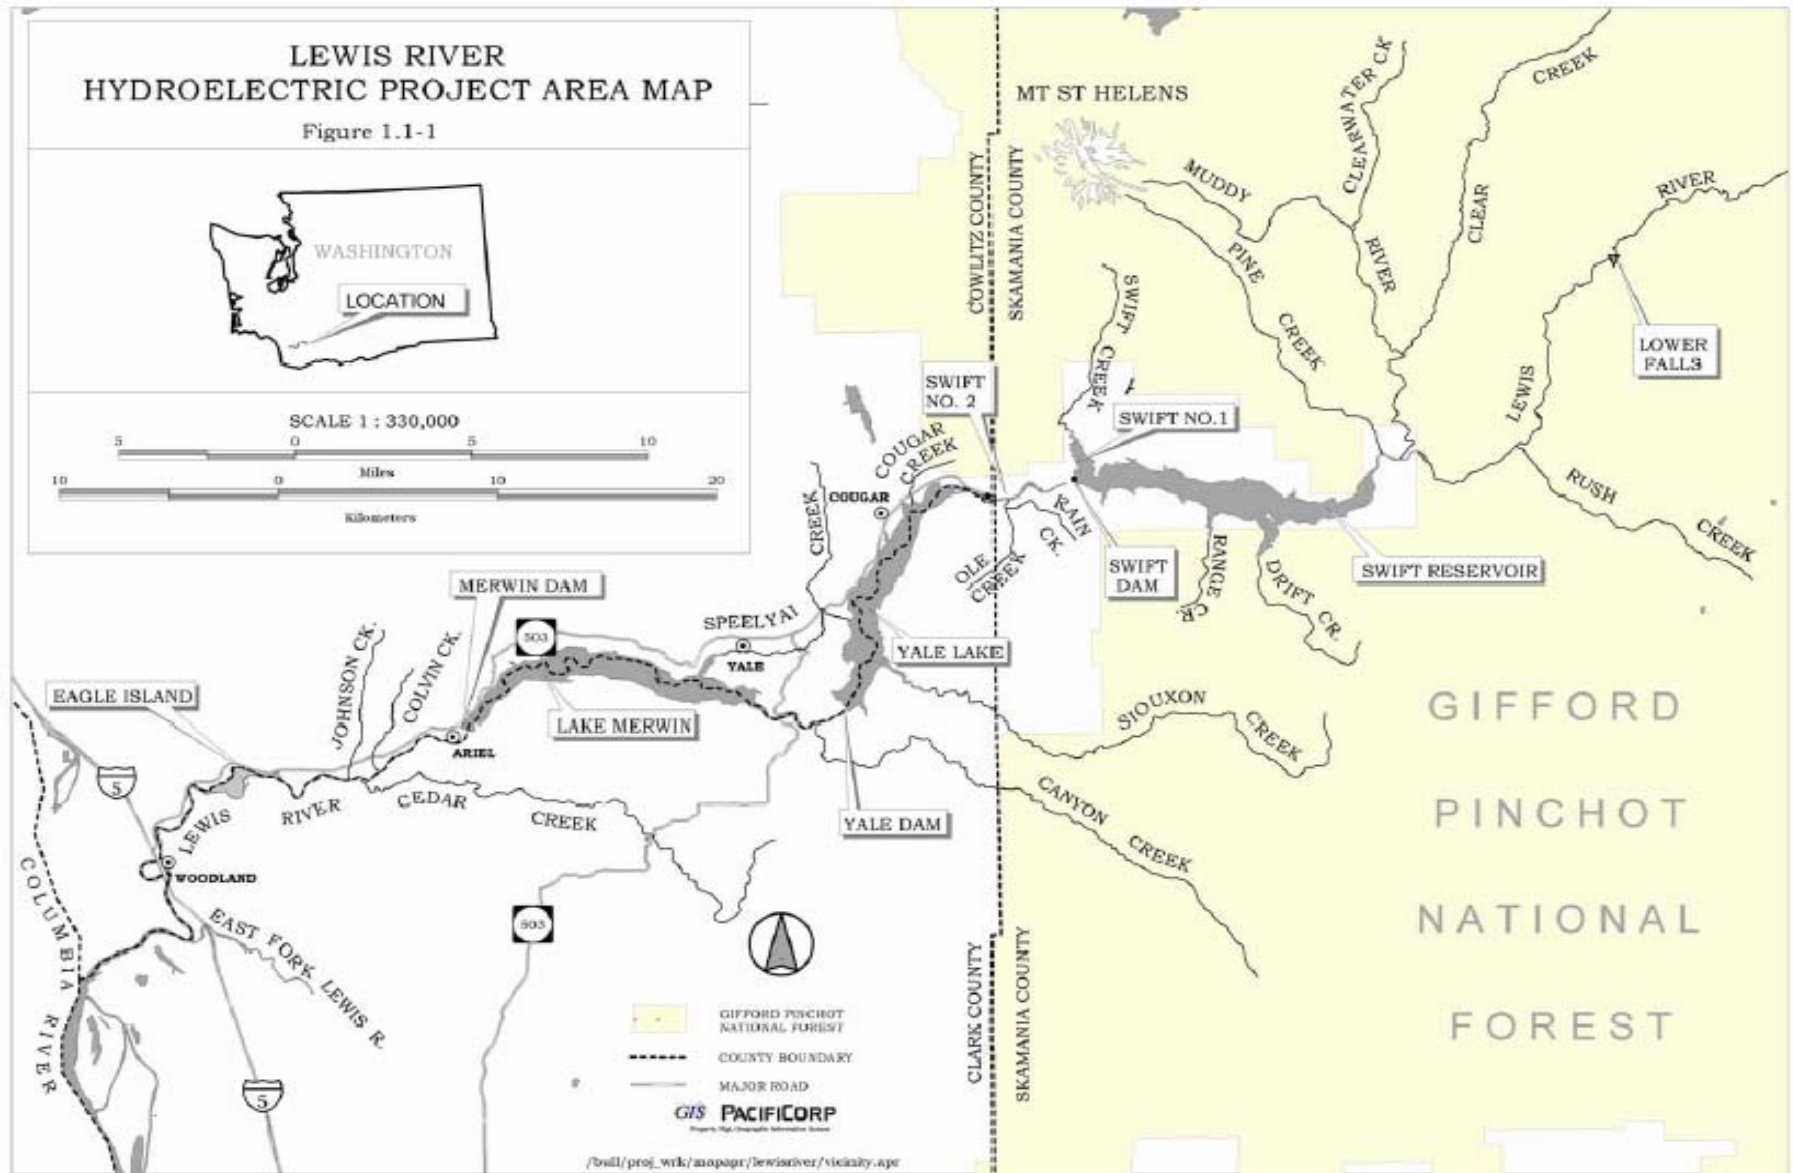 LEWIS RIVER
HYDROELECTRIC PROJECT AREA MAP
Figure 1.1-1
WASHINGTON
LOCATION
SCALE 1 : 330,000
5 0 5 10
Miles
10 0 10 20
Kilometers
MT ST HELENS
COWLITZ COUNTY
SKAMANIA COUNTY
MUDDY
RIVER
CLEARWATER CK
CLEAR
CREEK
RIVER
LEWIS
PINE
CREEK
SWIFT
CREEK
LOWER
FALLS
SWIFT
NO. 2
SWIFT NO.1
COUGAR
CREEK
COUGAR
CREEK
RAIN
CK.
OLE
CREEK
SWIFT
DAM
RANGE
CR.
DRIFT CR.
SWIFT RESERVOIR
RUSH
CREEK
MERWIN DAM
503
SPEELYAI
YALE
YALE LAKE
JOHNSON CK.
COLVIN CK.
EAGLE ISLAND
LAKE MERWIN
ARIEL
SIOUXON
CREEK
5
LEWIS
RIVER
CEDAR
CREEK
YALE DAM
CANYON
CREEK
WOODLAND
COLUMBIA
RIVER
EAST FORK LEWIS R.
503
5
CLARK COUNTY
SKAMANIA COUNTY
GIFFORD
PINCHOT
NATIONAL
FOREST
GIFFORD PINCHOT
NATIONAL FOREST
COUNTY BOUNDARY
MAJOR ROAD
GIS PACIFICORP
/bull/proj_wrk/mapapr/lewisriver/vicinity.apr